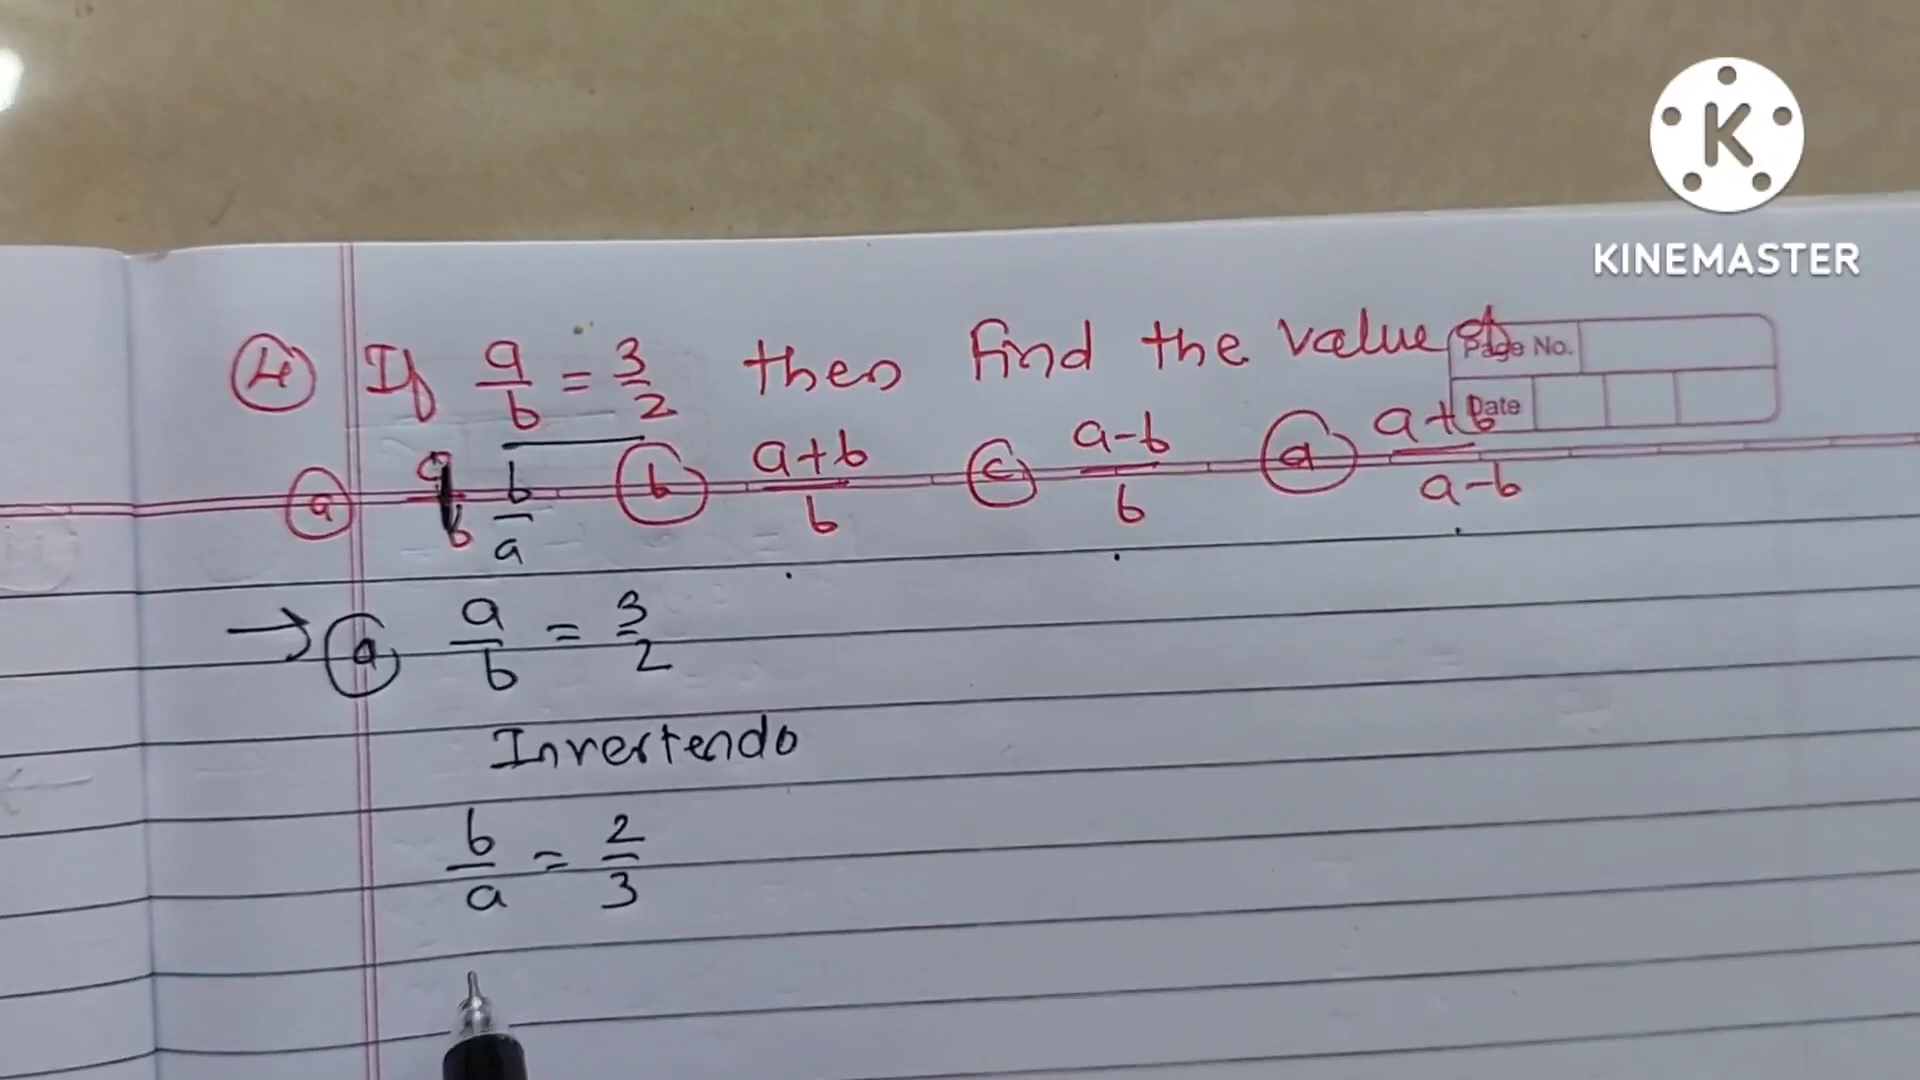 KINEMASTER
④ If a/b = 3/2 then find the value of
Page No.
Date
ⓐ b/a ⓑ a+b/b ⓒ a-b/b ⓓ a+b/a-b
→ ⓐ a/b = 3/2
Invertendo
b/a = 2/3